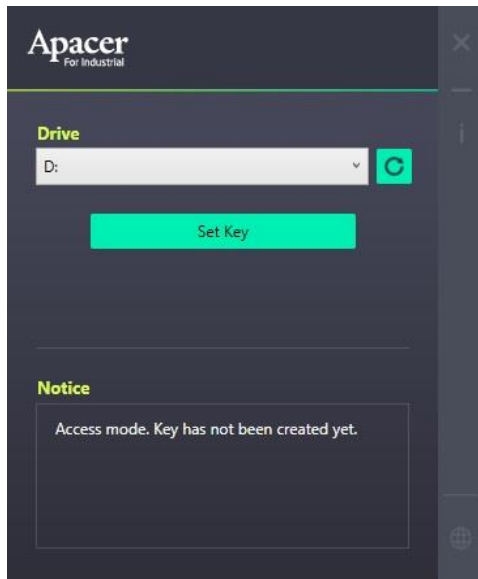 Apacer
For Industrial
Drive
D:
Set Key
Notice
Access mode. Key has not been created yet.